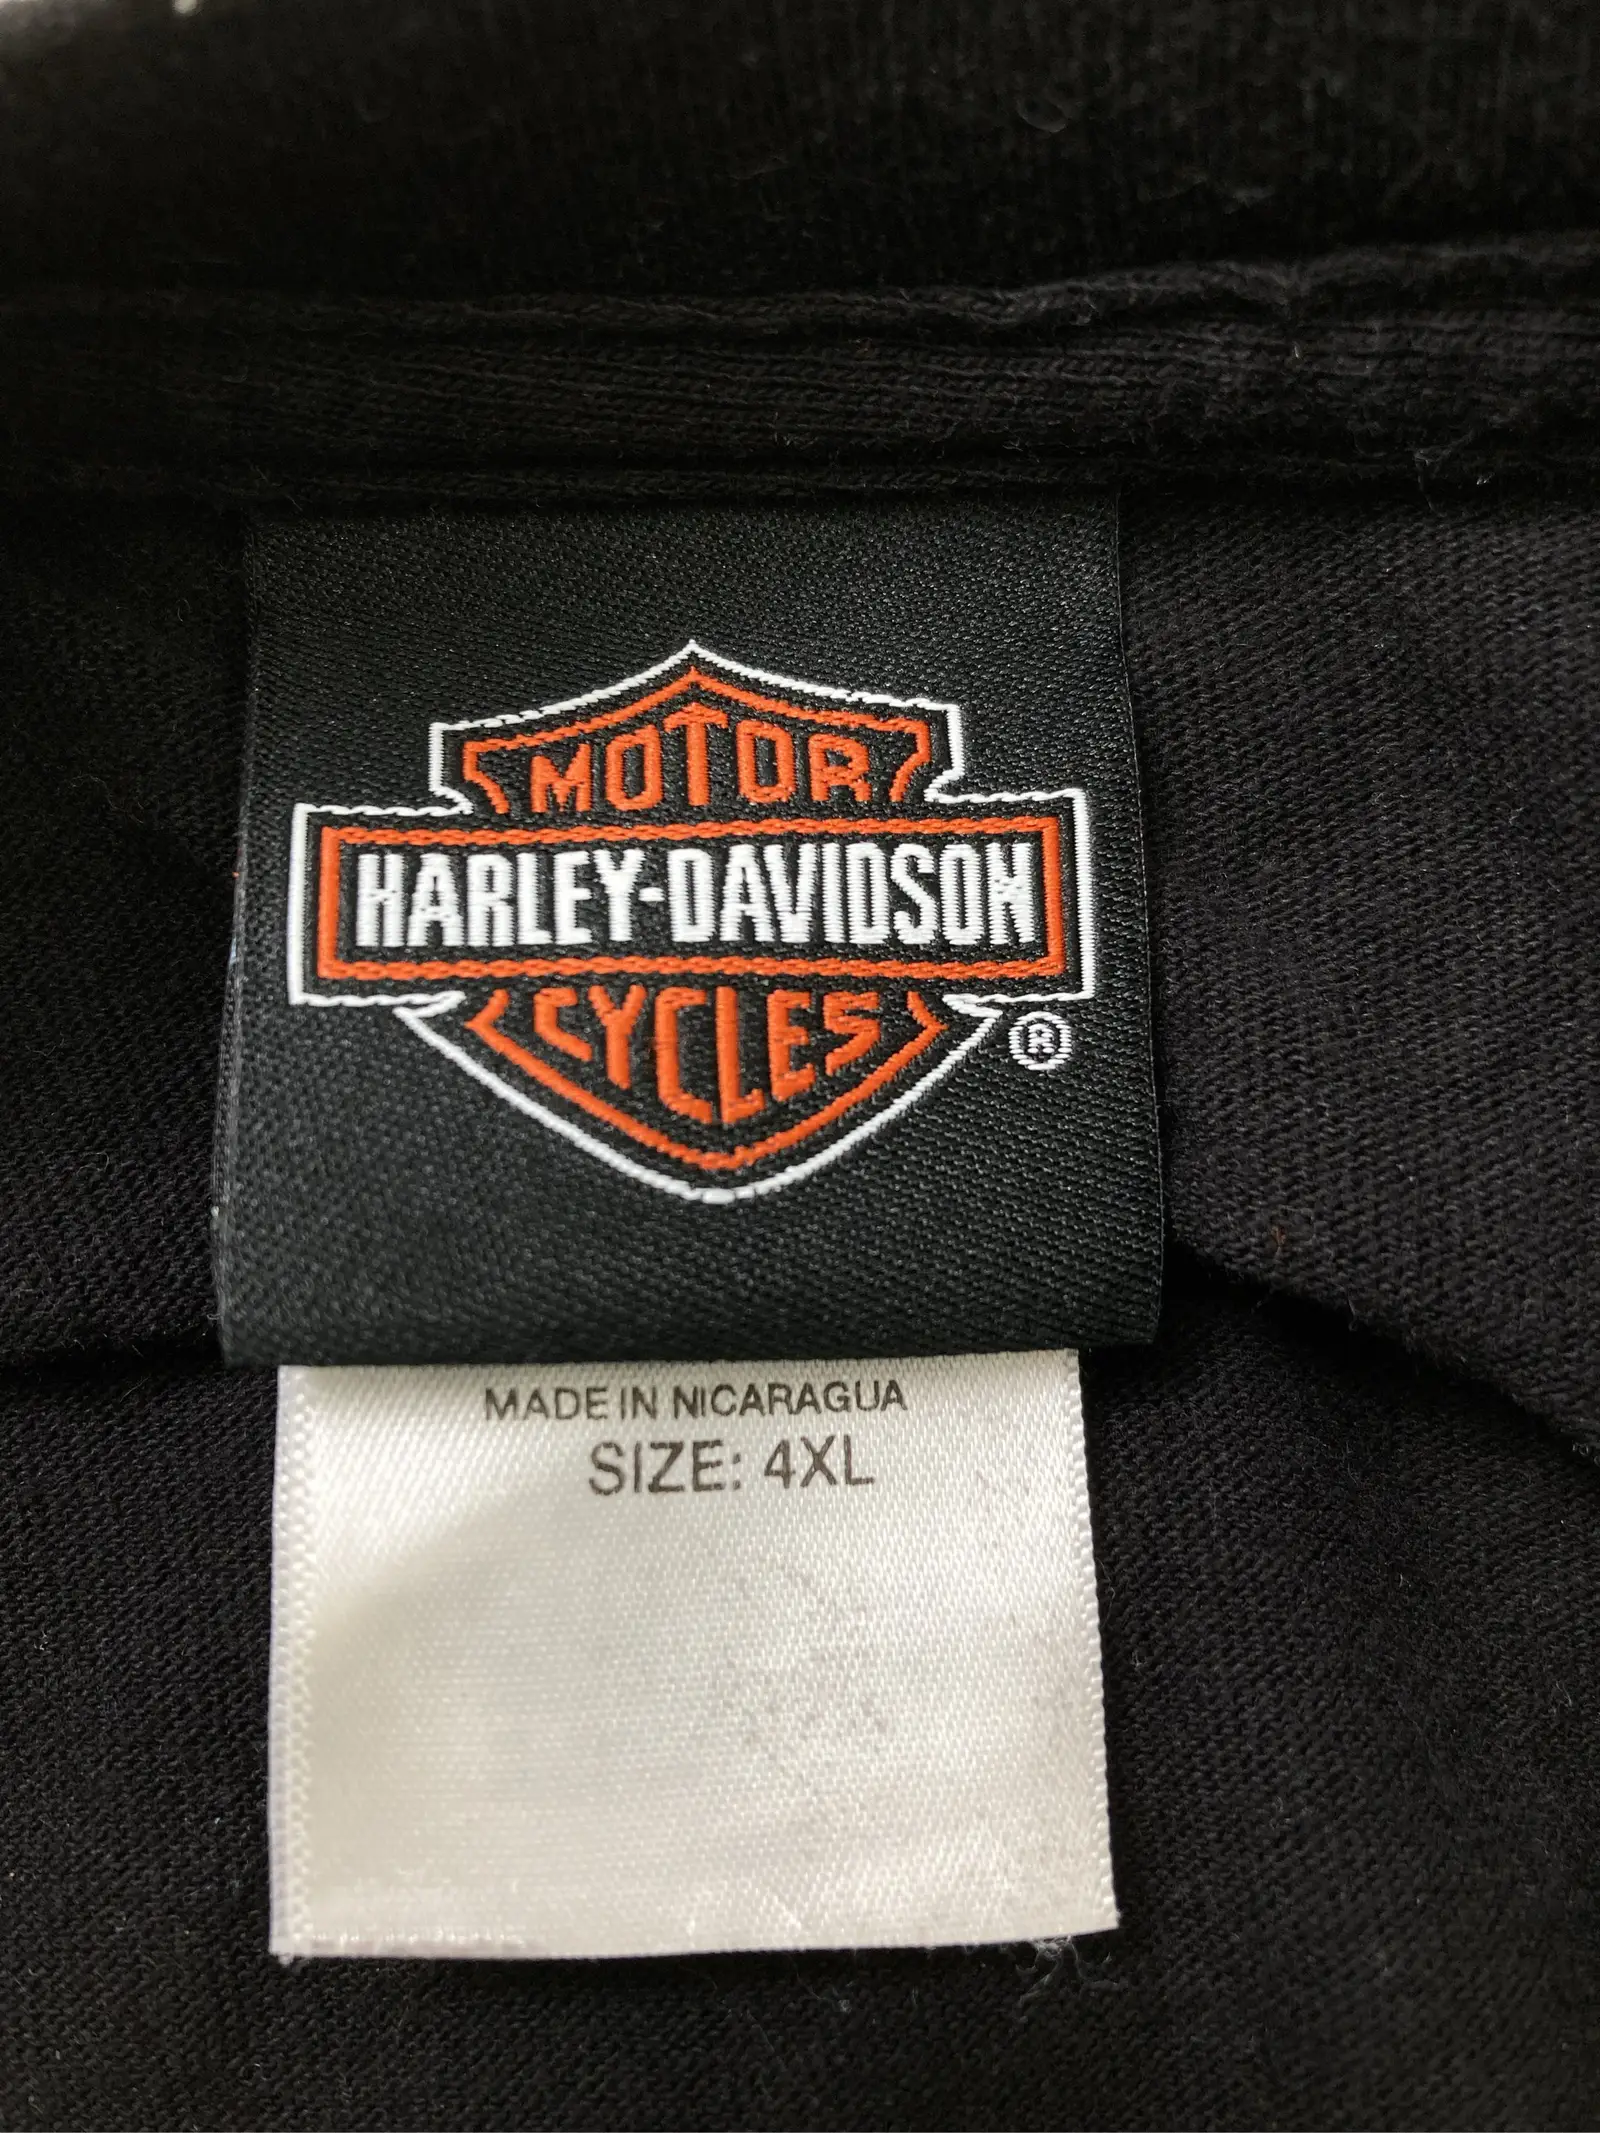 MOTOR
HARLEY-DAVIDSON
CYCLES
®
MADE IN NICARAGUA
SIZE: 4XL